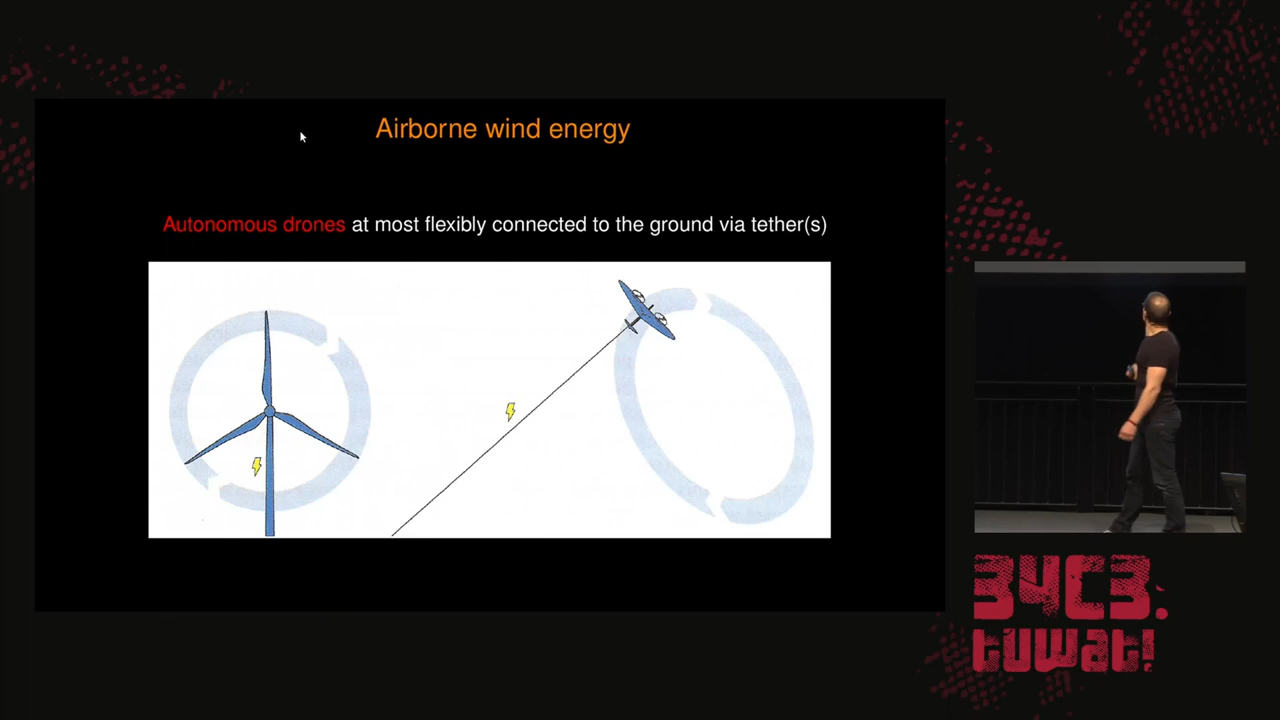 Airborne wind energy
Autonomous drones at most flexibly connected to the ground via tether(s)
34C3.
tuwat!